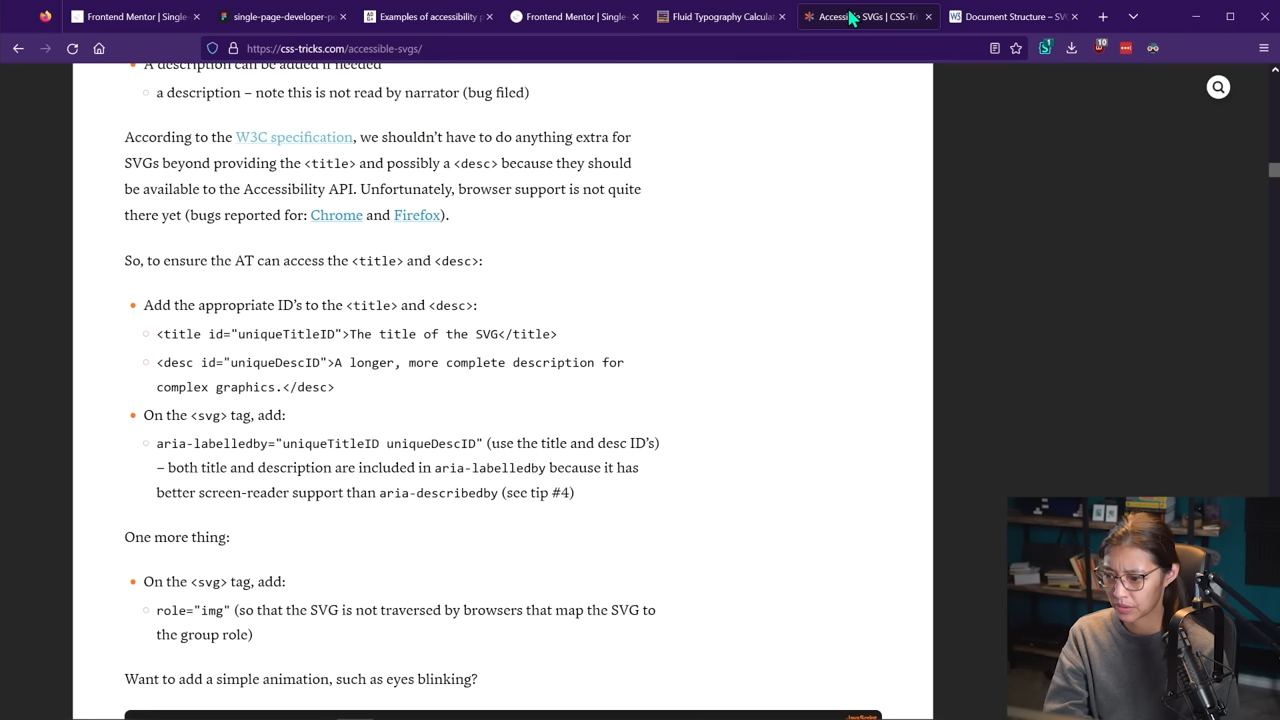 Frontend Mentor | Single-
single-page-developer-po
Examples of accessibility p
Frontend Mentor | Single-
Fluid Typography Calculat
Accessible SVGs | CSS-Tri
Document Structure – SV
https://css-tricks.com/accessible-svgs/
1
10
A description can be added if needed
a description – note this is not read by narrator (bug filed)
According to the W3C specification, we shouldn’t have to do anything extra for
SVGs beyond providing the <title> and possibly a <desc> because they should
be available to the Accessibility API. Unfortunately, browser support is not quite
there yet (bugs reported for: Chrome and Firefox).
So, to ensure the AT can access the <title> and <desc>:
Add the appropriate ID’s to the <title> and <desc>:
<title id="uniqueTitleID">The title of the SVG</title>
<desc id="uniqueDescID">A longer, more complete description for
complex graphics.</desc>
On the <svg> tag, add:
aria-labelledby="uniqueTitleID uniqueDescID" (use the title and desc ID’s)
– both title and description are included in aria-labelledby because it has
better screen-reader support than aria-describedby (see tip #4)
One more thing:
On the <svg> tag, add:
role="img" (so that the SVG is not traversed by browsers that map the SVG to
the group role)
Want to add a simple animation, such as eyes blinking?
JavaScript